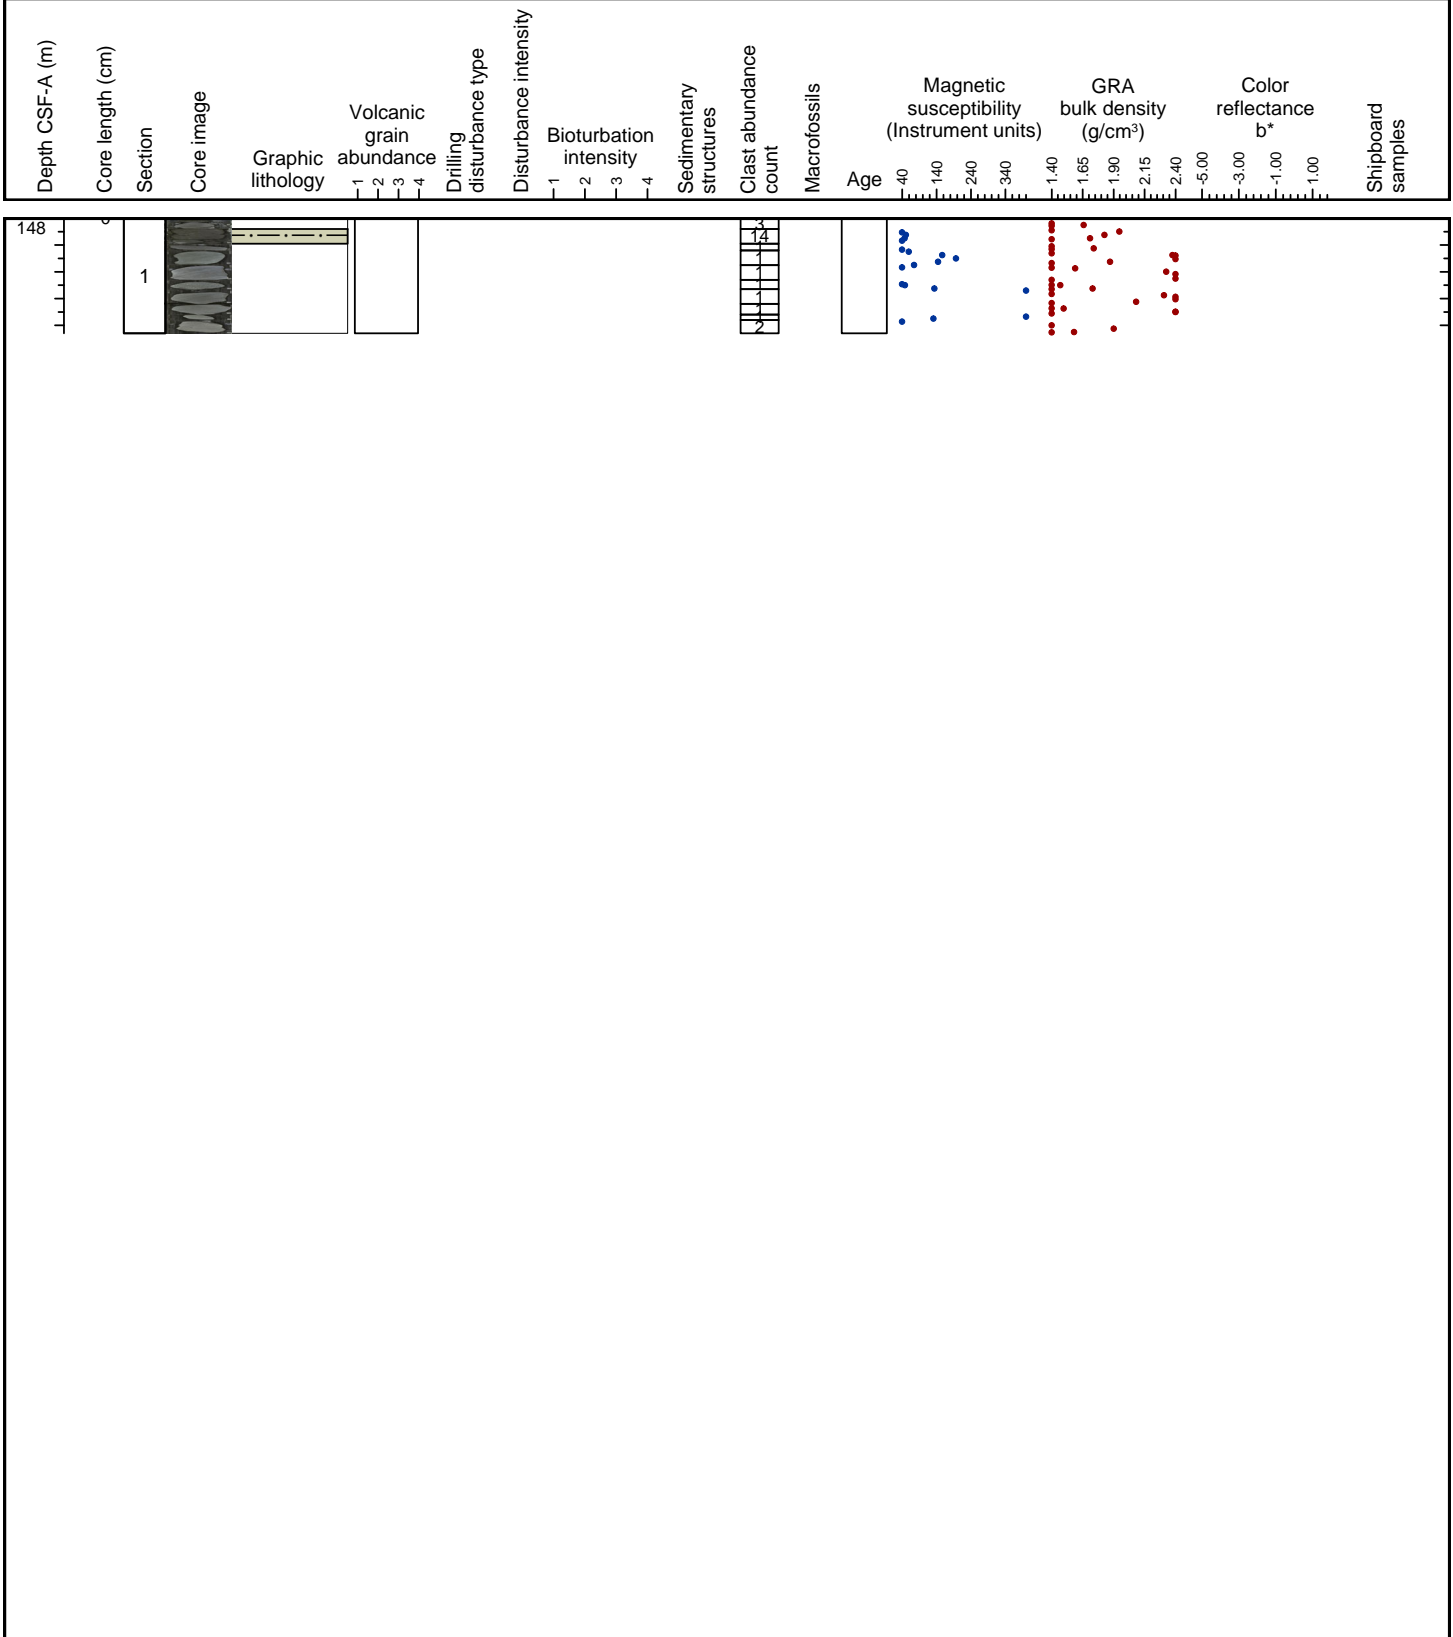 Depth CSF-A (m)
Core length (cm)
Section
Core image
Graphic
lithology
Volcanic
grain
abundance
1 2 3 4
Drilling
disturbance type
Disturbance intensity
Bioturbation
intensity
1 2 3 4
Sedimentary
structures
Clast abundance
count
Macrofossils
Age
Magnetic
susceptibility
(Instrument units)
40 140 240 340
GRA
bulk density
(g/cm³)
1.40 1.65 1.90 2.15 2.40
Color
reflectance
b*
-5.00 -3.00 -1.00 1.00
Shipboard
samples
148
1
3
14
1
1
1
1
1
1
2